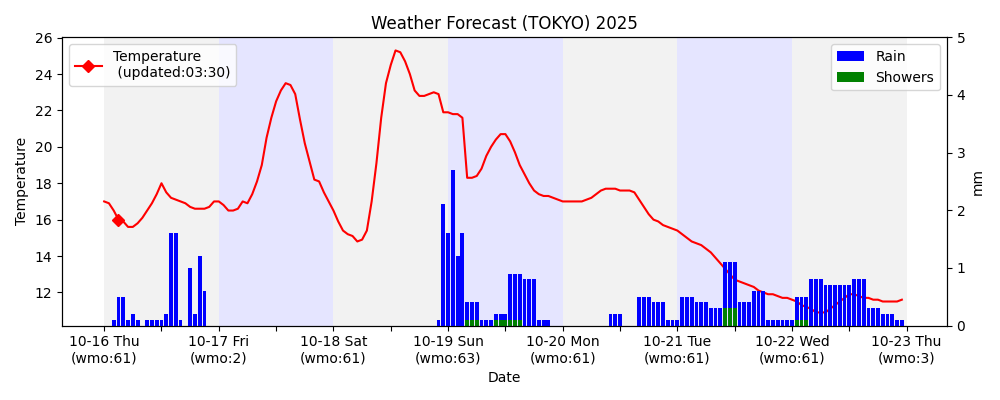 Weather Forecast (TOKYO) 2025
Temperature
(updated:03:30)
Rain
Showers
26
24
22
20
18
16
14
12
Temperature
5
4
3
2
1
0
mm
10-16 Thu
(wmo:61)
10-17 Fri
(wmo:2)
10-18 Sat
(wmo:61)
10-19 Sun
(wmo:63)
10-20 Mon
(wmo:61)
10-21 Tue
(wmo:61)
10-22 Wed
(wmo:61)
10-23 Thu
(wmo:3)
Date